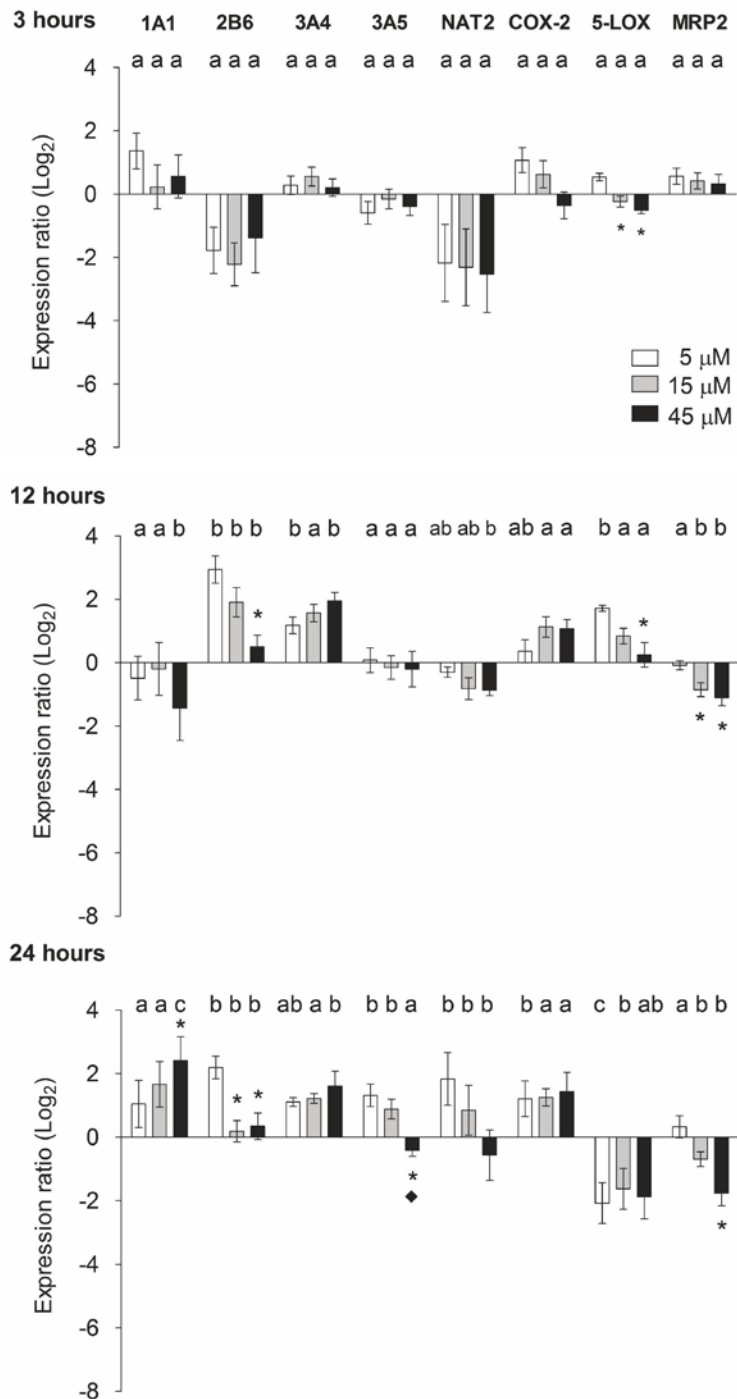 3 hours 1A1 2B6 3A4 3A5 NAT2 COX-2 5-LOX MRP2
a a a a a a a a a a a a a a a a a a a a a a a a
4
2
0
-2
-4
-6
-8
Expression ratio (Log2)
* *
5 μM
15 μM
45 μM
12 hours
a a b b b b b a b a a a ab ab b ab a a b a a a b b
4
2
0
-2
-4
-6
-8
Expression ratio (Log2)
* * * *
24 hours
a a c b b b ab a b b b a b b b b a a c b ab a b b
4
2
0
-2
-4
-6
-8
Expression ratio (Log2)
* * * * *
◆